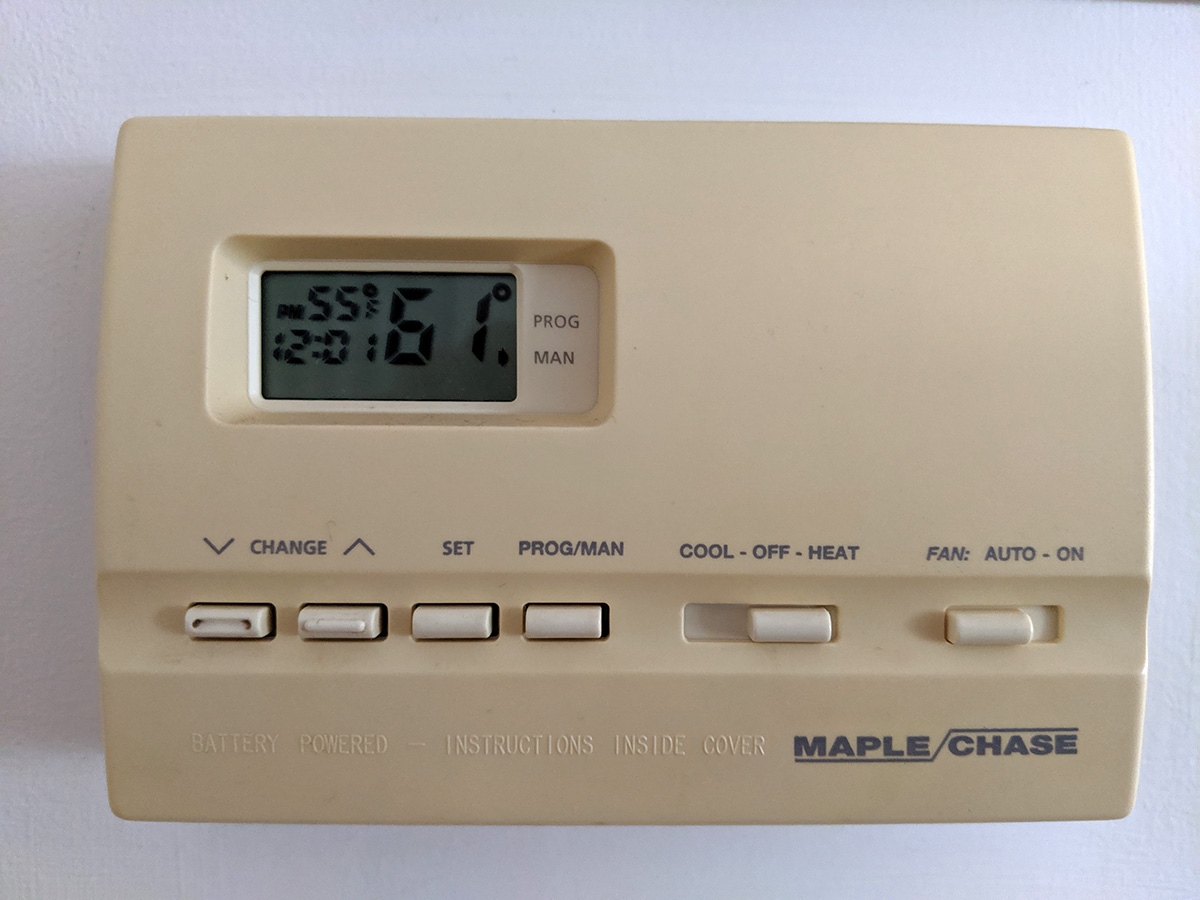 PM 55°F 61°
12:01
PROG
MAN
CHANGE
SET
PROG/MAN
COOL - OFF - HEAT
FAN: AUTO - ON
BATTERY POWERED — INSTRUCTIONS INSIDE COVER
MAPLE/CHASE